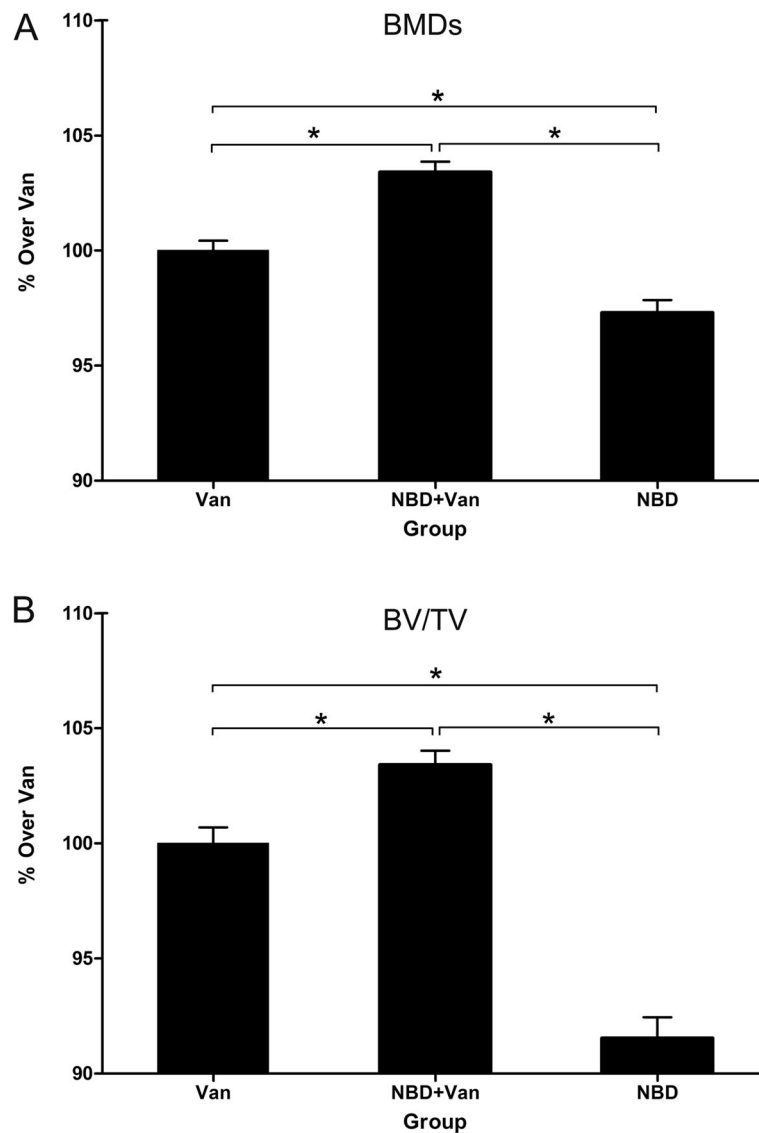 A
BMDs
110
105
100
95
90
% Over Van
*
*
*
Van NBD+Van NBD
Group
B
BV/TV
110
105
100
95
90
% Over Van
*
*
*
Van NBD+Van NBD
Group